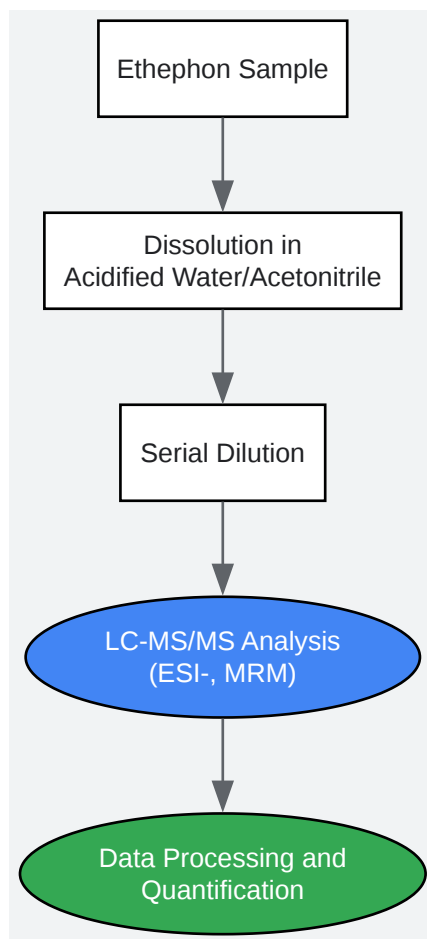 Ethephon Sample
Dissolution in
Acidified Water/Acetonitrile
Serial Dilution
LC-MS/MS Analysis
(ESI-, MRM)
Data Processing and
Quantification